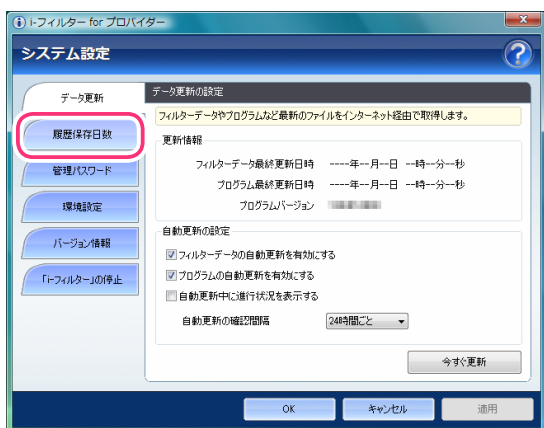 i-フィルター for プロバイダー
システム設定
データ更新
履歴保存日数
管理パスワード
環境設定
バージョン情報
「i-フィルター」の停止
データ更新の設定
フィルターデータやプログラムなど最新のファイルをインターネット経由で取得します。
更新情報
フィルターデータ最終更新日時 ----年--月--日 --時--分--秒
プログラム最終更新日時 ----年--月--日 --時--分--秒
プログラムバージョン
自動更新の設定
フィルターデータの自動更新を有効にする
プログラムの自動更新を有効にする
自動更新中に進行状況を表示する
自動更新の確認間隔 24時間ごと
今すぐ更新
OK キャンセル 適用